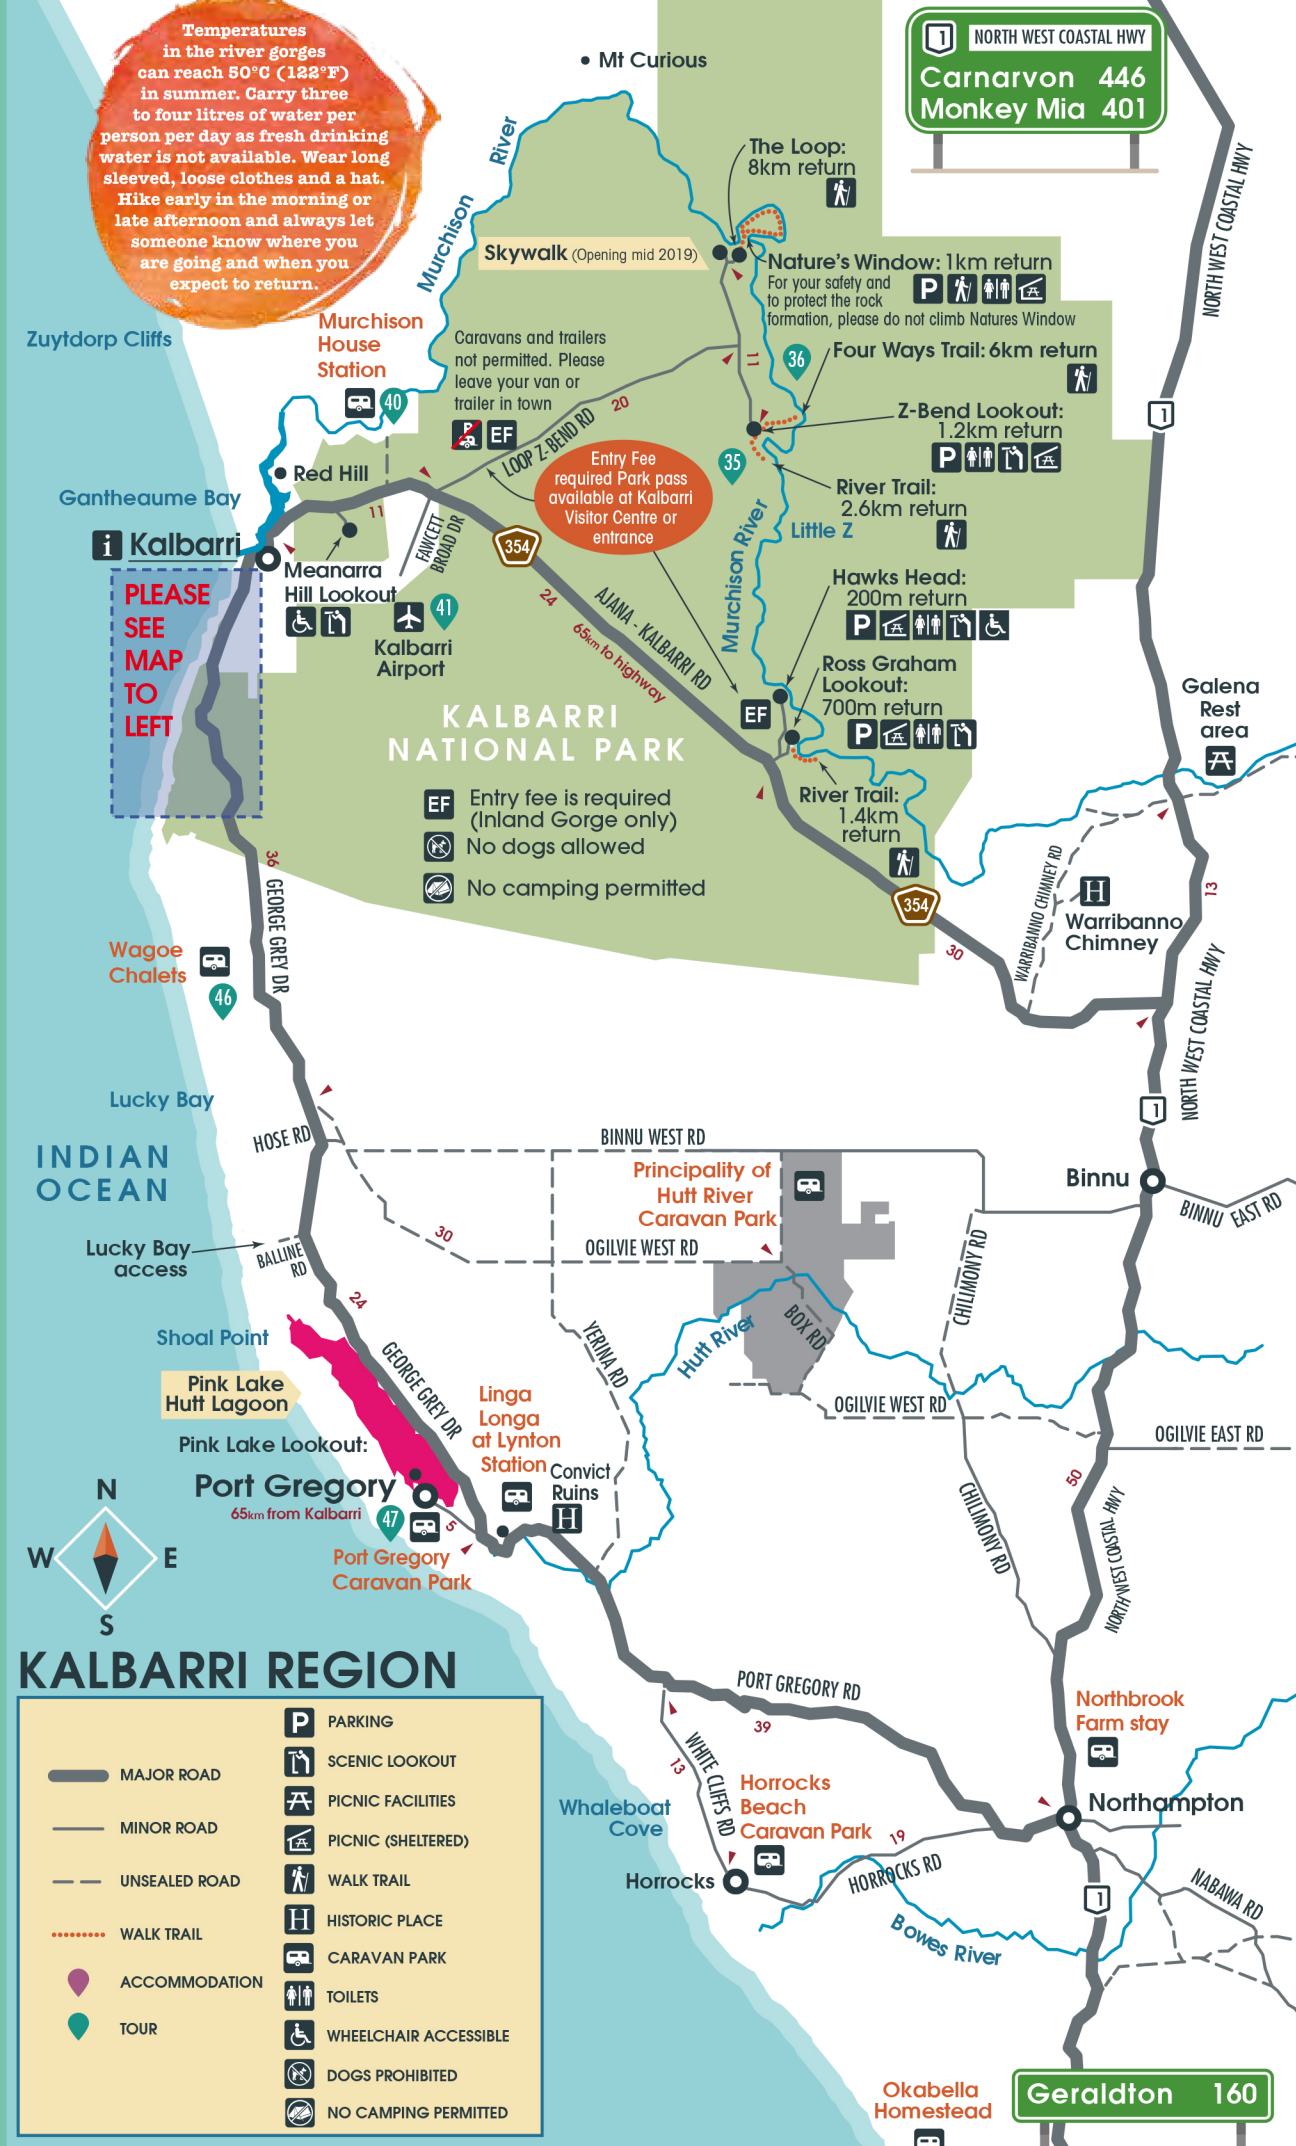 Temperatures
in the river gorges
can reach 50°C (122°F)
in summer. Carry three
to four litres of water per
person per day as fresh drinking
water is not available. Wear long
sleeved, loose clothes and a hat.
Hike early in the morning or
late afternoon and always let
someone know where you
are going and when you
expect to return.
Mt Curious
1
NORTH WEST COASTAL HWY
Carnarvon 446
Monkey Mia 401
NORTH WEST COASTAL HWY
Murchison River
The Loop:
8km return
Skywalk (Opening mid 2019)
Nature's Window: 1km return
For your safety and
to protect the rock
formation, please do not climb Natures Window
P
Zuytdorp Cliffs
Murchison
House
Station
40
Caravans and trailers
not permitted. Please
leave your van or
trailer in town
P
EF
20
LOOP Z-BEND RD
11
36
Four Ways Trail: 6km return
Z-Bend Lookout:
1.2km return
P
1
35
River Trail:
2.6km return
Entry Fee
required Park pass
available at Kalbarri
Visitor Centre or
entrance
Red Hill
Gantheaume Bay
i Kalbarri
11
FAWCETT
BROAD DR
354
Meanarra
Hill Lookout
Kalbarri
Airport
41
24
65km to highway
AJANA - KALBARRI RD
Murchison River
Little Z
Hawks Head:
200m return
P
Ross Graham
Lookout:
700m return
P
EF
PLEASE
SEE
MAP
TO
LEFT
KALBARRI
NATIONAL PARK
EF Entry fee is required
(Inland Gorge only)
No dogs allowed
No camping permitted
River Trail:
1.4km
return
354
30
Galena
Rest
area
WARRIBANNO CHIMNEY RD
H
Warribanno
Chimney
13
NORTH WEST COASTAL HWY
1
36
GEORGE GREY DR
Wagoe
Chalets
46
Lucky Bay
INDIAN
OCEAN
HOSE RD
BINNU WEST RD
Principality of
Hutt River
Caravan Park
Binnu
BINNU EAST RD
30
OGILVIE WEST RD
Lucky Bay
access
BALLINE
RD
24
CHILIMONY RD
BOX RD
Hutt River
YERINA RD
Shoal Point
Pink Lake
Hutt Lagoon
GEORGE GREY DR
Linga
Longa
at Lynton
Station
OGILVIE WEST RD
OGILVIE EAST RD
Pink Lake Lookout:
Port Gregory
65km from Kalbarri
47
5
Convict
Ruins
H
Port Gregory
Caravan Park
CHILIMONY RD
50
NORTH WEST COASTAL HWY
N
W
E
S
KALBARRI REGION
MAJOR ROAD
MINOR ROAD
UNSEALED ROAD
WALK TRAIL
ACCOMMODATION
TOUR
P PARKING
SCENIC LOOKOUT
PICNIC FACILITIES
PICNIC (SHELTERED)
WALK TRAIL
H HISTORIC PLACE
CARAVAN PARK
TOILETS
WHEELCHAIR ACCESSIBLE
DOGS PROHIBITED
NO CAMPING PERMITTED
PORT GREGORY RD
39
Northbrook
Farm stay
WHITE CLIFFS RD
13
Whaleboat
Cove
Horrocks
Beach
Caravan Park
Horrocks
19
HORROCKS RD
Northampton
1
NABAWA RD
Bowes River
Okabella
Homestead
Geraldton 160